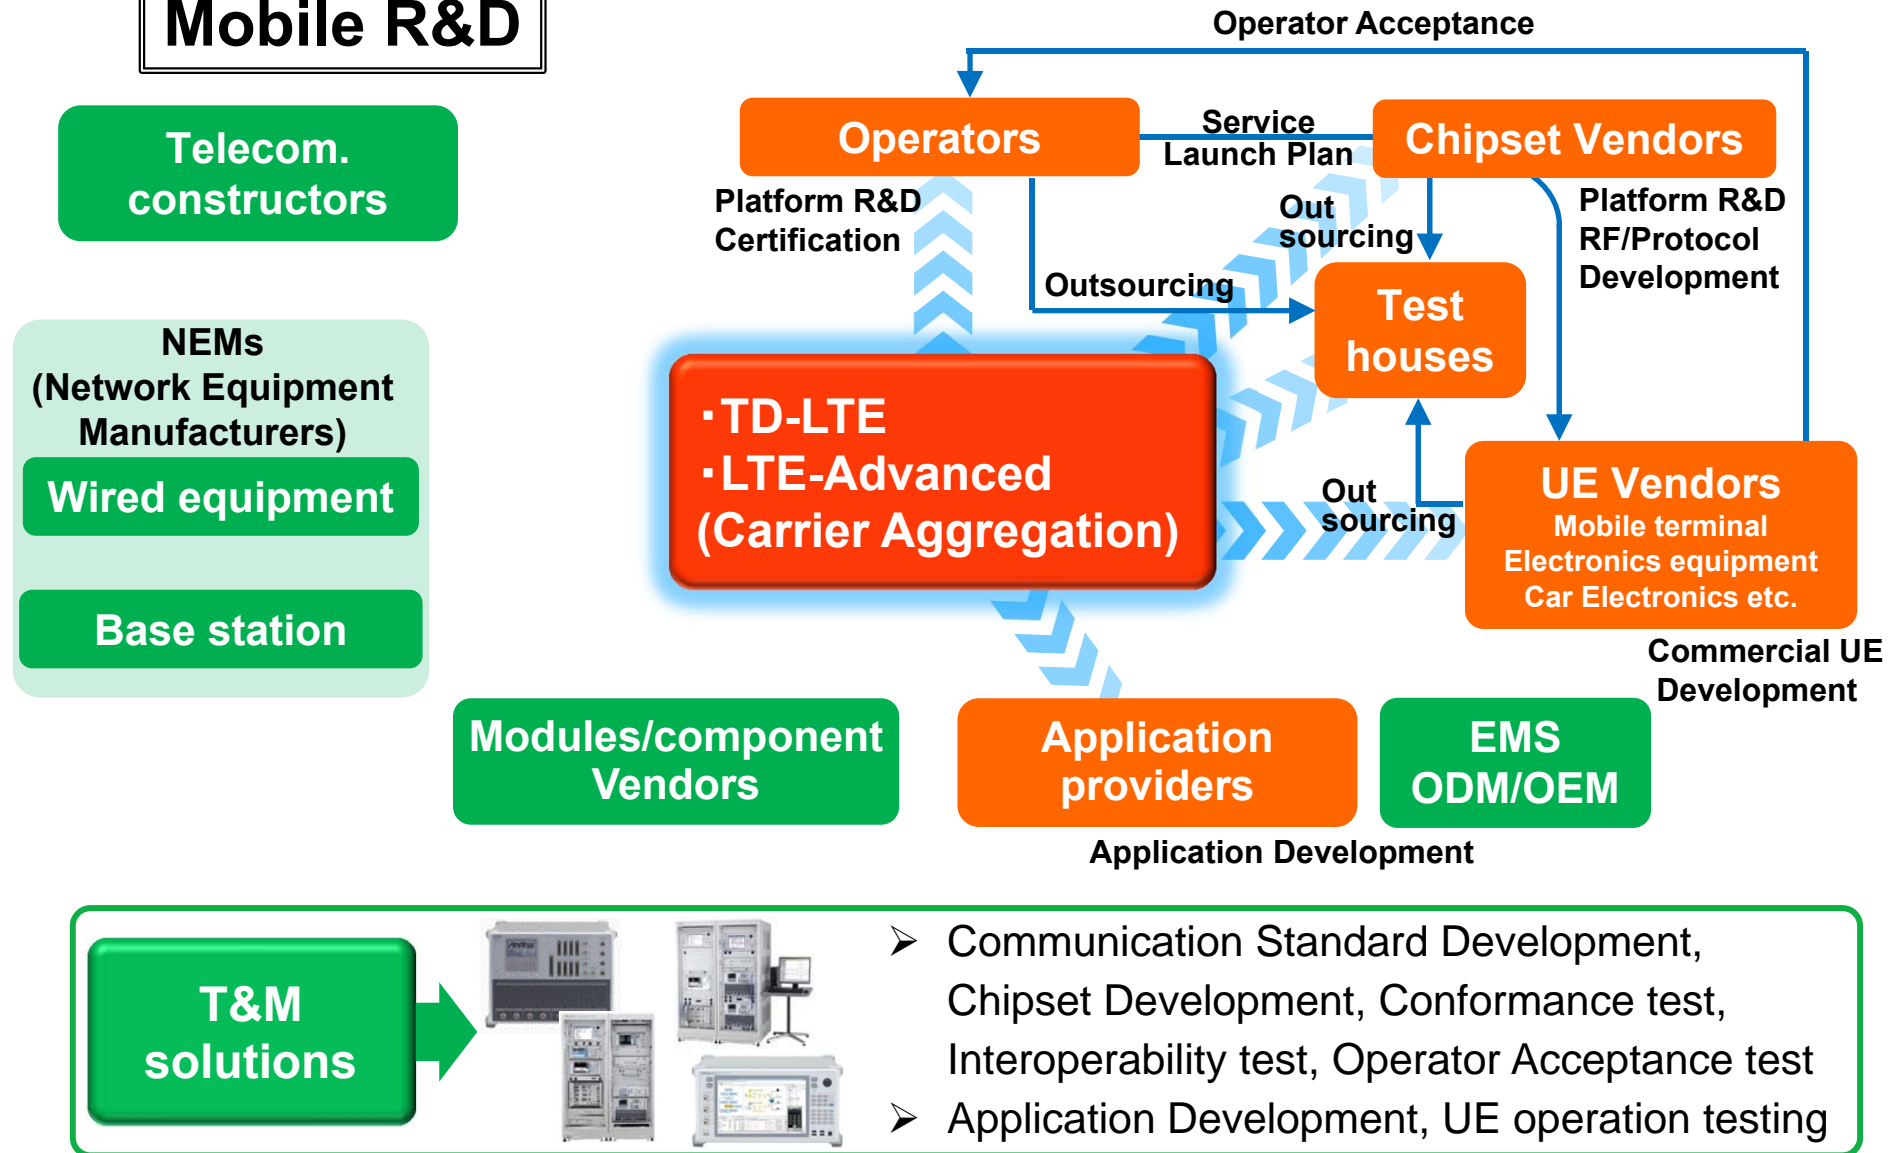 Mobile R&D
Operator Acceptance
Telecom.
constructors
Operators
Service
Launch Plan
Chipset Vendors
Platform R&D
Certification
Out
sourcing
Platform R&D
RF/Protocol
Development
Outsourcing
Test
houses
NEMs
(Network Equipment
Manufacturers)
Wired equipment
Base station
・TD-LTE
・LTE-Advanced
(Carrier Aggregation)
Out
sourcing
UE Vendors
Mobile terminal
Electronics equipment
Car Electronics etc.
Commercial UE
Development
Modules/component
Vendors
Application
providers
EMS
ODM/OEM
Application Development
T&M
solutions
➢ Communication Standard Development,
Chipset Development, Conformance test,
Interoperability test, Operator Acceptance test
➢ Application Development, UE operation testing